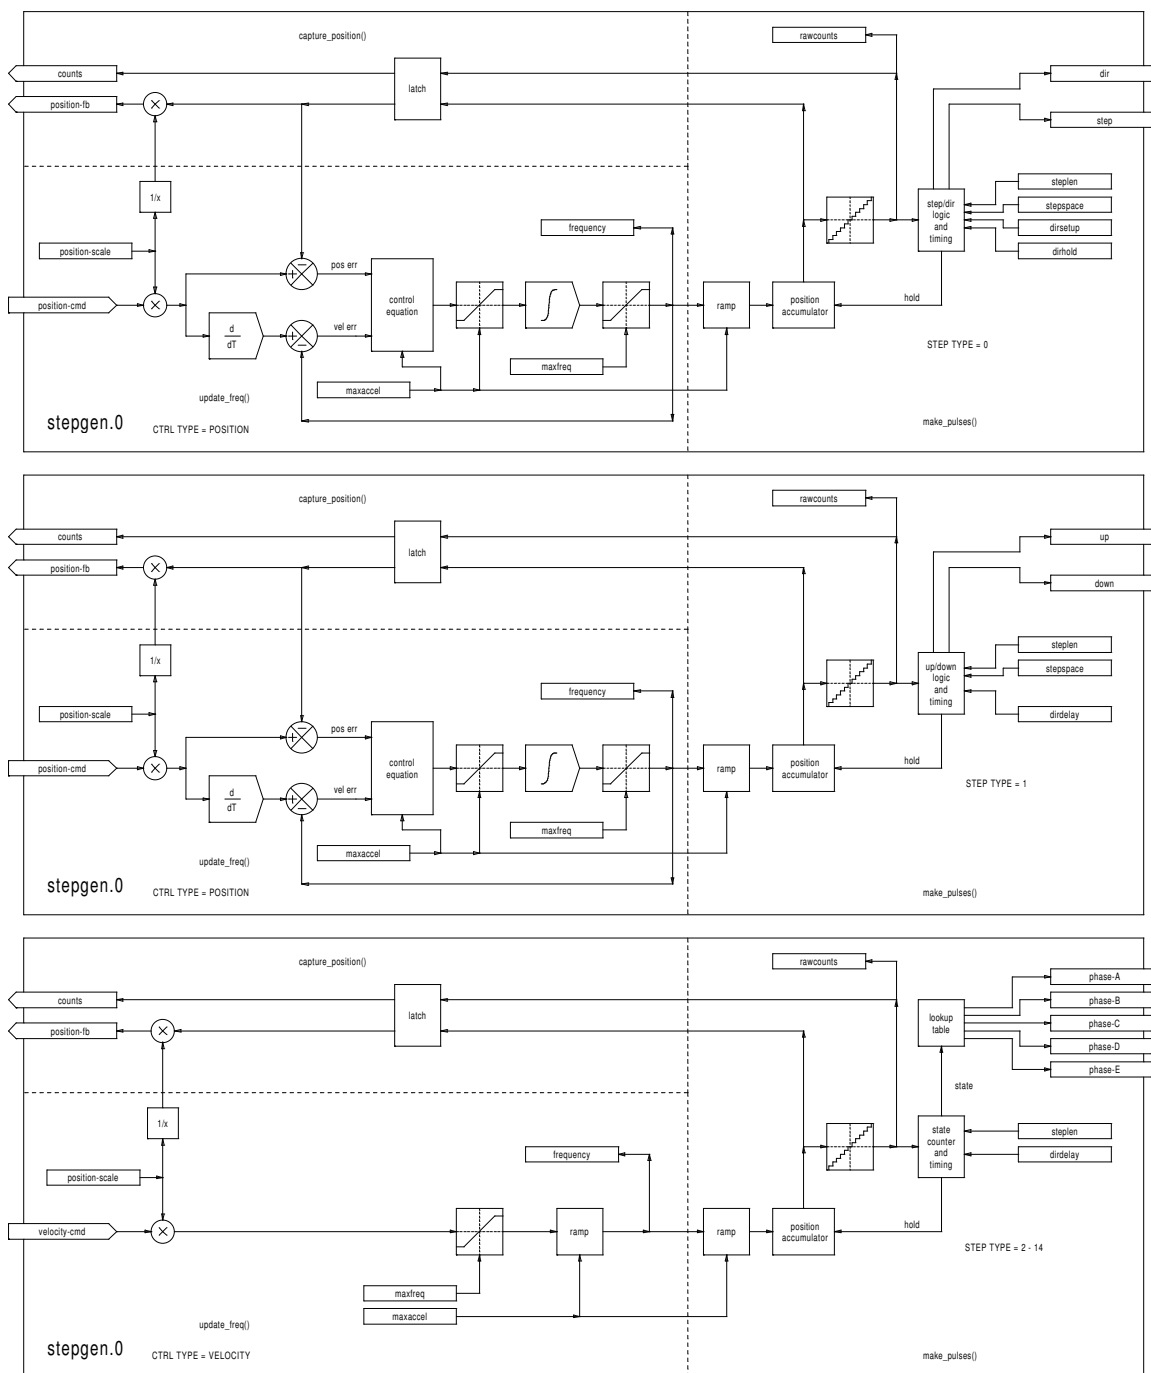 capture_position()
rawcounts
counts
latch
dir
position-fb
×
step
1/x
steplen
step/dir
logic
and
timing
stepspace
dirsetup
dirhold
frequency
position-scale
+
−
pos err
position-cmd
×
control
equation
ramp
position
accumulator
hold
d
dT
+
−
vel err
STEP TYPE = 0
maxfreq
maxaccel
update_freq()
stepgen.0
CTRL TYPE = POSITION
make_pulses()
capture_position()
rawcounts
counts
latch
up
position-fb
×
down
1/x
steplen
up/down
logic
and
timing
stepspace
frequency
position-scale
dirdelay
+
−
pos err
position-cmd
×
control
equation
ramp
position
accumulator
hold
d
dT
+
−
vel err
STEP TYPE = 1
maxfreq
maxaccel
update_freq()
stepgen.0
CTRL TYPE = POSITION
make_pulses()
capture_position()
rawcounts
phase-A
counts
phase-B
latch
lookup
table
phase-C
position-fb
×
phase-D
phase-E
state
1/x
state
counter
and
timing
steplen
frequency
dirdelay
position-scale
velocity-cmd
×
ramp
ramp
position
accumulator
hold
STEP TYPE = 2 - 14
maxfreq
maxaccel
update_freq()
stepgen.0
CTRL TYPE = VELOCITY
make_pulses()